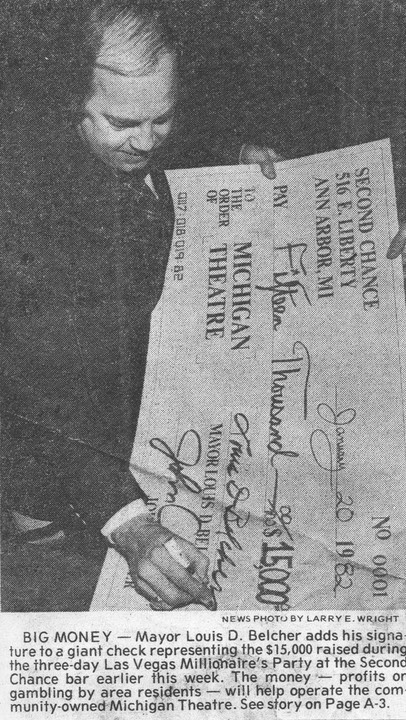 SECOND CHANCE
516 E. LIBERTY
ANN ARBOR, MI
NO 0001
January 20 1982
PAY Fifteen Thousand
$15,000
TO
THE
ORDER
OF
MICHIGAN
THEATRE
017 018 019 82
MAYOR LOUIS D. BEL
NEWS PHOTO BY LARRY E. WRIGHT
BIG MONEY — Mayor Louis D. Belcher adds his signa-
ture to a giant check representing the $15,000 raised during
the three-day Las Vegas Millionaire's Party at the Second
Chance bar earlier this week. The money — profits on
gambling by area residents — will help operate the com-
munity-owned Michigan Theatre. See story on Page A-3.